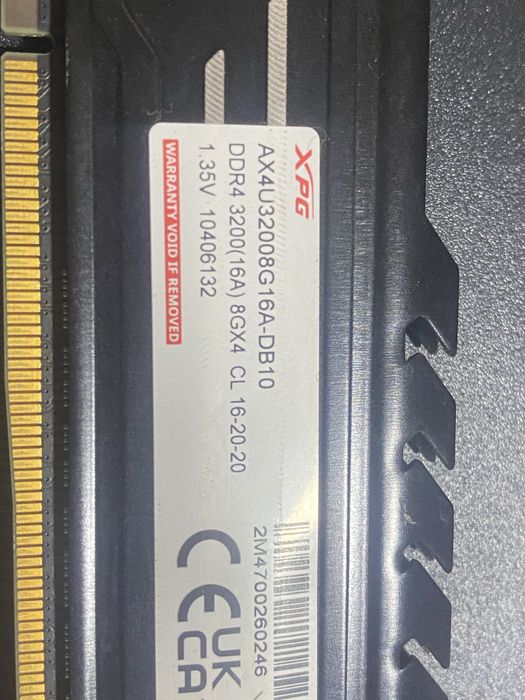 XPG
AX4U32008G16A-DB10
DDR4 3200(16A) 8GX4 CL 16-20-20
1.35V 10406132
WARRANTY VOID IF REMOVED
2M4700260246
CE
UK
CA